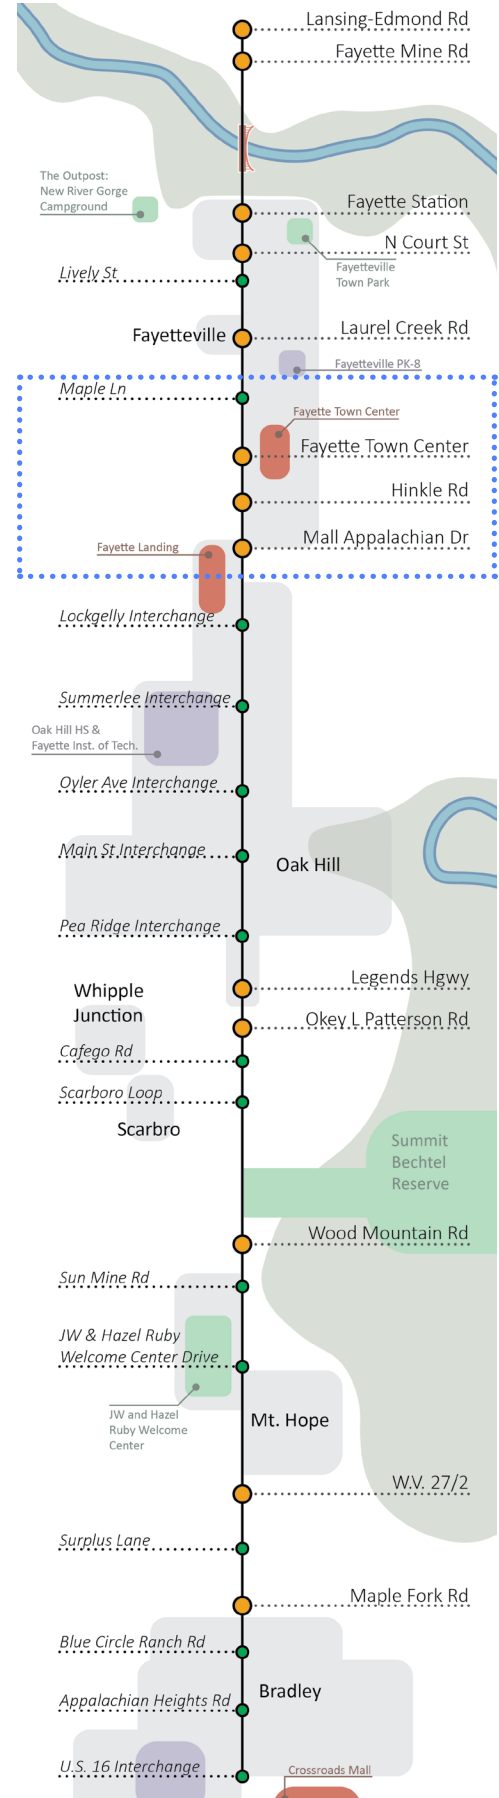 Lansing-Edmond Rd
Fayette Mine Rd
The Outpost:
New River Gorge
Campground
Fayette Station
N Court St
Lively St
Fayetteville
Town Park
Fayetteville
Laurel Creek Rd
Fayetteville PK-8
Maple Ln
Fayette Town Center
Fayette Town Center
Hinkle Rd
Mall Appalachian Dr
Fayette Landing
Lockgelly Interchange
Summerlee Interchange
Oak Hill HS &
Fayette Inst. of Tech.
Oyler Ave Interchange
Main St Interchange
Oak Hill
Pea Ridge Interchange
Legends Hgwy
Whipple
Junction
Okey L Patterson Rd
Cafego Rd
Scarboro Loop
Scarbro
Summit
Bechtel
Reserve
Wood Mountain Rd
Sun Mine Rd
JW & Hazel Ruby
Welcome Center Drive
JW and Hazel
Ruby Welcome
Center
Mt. Hope
W.V. 27/2
Surplus Lane
Maple Fork Rd
Blue Circle Ranch Rd
Bradley
Appalachian Heights Rd
U.S. 16 Interchange
Crossroads Mall